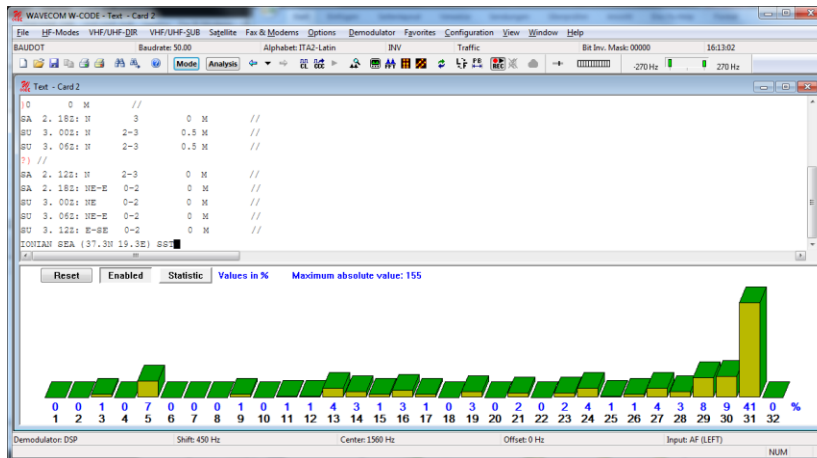 WAVECOM W-CODE - Text - Card 2
File HF-Modes VHF/UHF-DIR VHF/UHF-SUB Satellite Fax & Modems Options Demodulator Favorites Configuration View Window Help
BAUDOT Baudrate: 50.00 Alphabet: ITA2-Latin INV Traffic Bit Inv. Mask: 00000 16:13:02
Mode Analysis REC -270 Hz 270 Hz
Text - Card 2
)0 0 M //
SA 2. 18Z: N 3 0 M //
SU 3. 00Z: N 2-3 0.5 M //
SU 3. 06Z: N 2-3 0.5 M //
?) //
SA 2. 12Z: N 2-3 0 M //
SA 2. 18Z: NE-E 0-2 0 M //
SU 3. 00Z: NE 0-2 0 M //
SU 3. 06Z: NE-E 0-2 0 M //
SU 3. 12Z: E-SE 0-2 0 M //
IONIAN SEA (37.3N 19.3E) SST
Reset Enabled Statistic Values in % Maximum absolute value: 155
0 0 1 0 7 0 0 0 1 0 1 1 4 3 1 3 1 0 3 0 2 0 2 4 1 1 4 3 8 9 41 0 %
1 2 3 4 5 6 7 8 9 10 11 12 13 14 15 16 17 18 19 20 21 22 23 24 25 26 27 28 29 30 31 32
Demodulator: DSP Shift: 450 Hz Center: 1560 Hz Offset: 0 Hz Input: AF (LEFT)
NUM